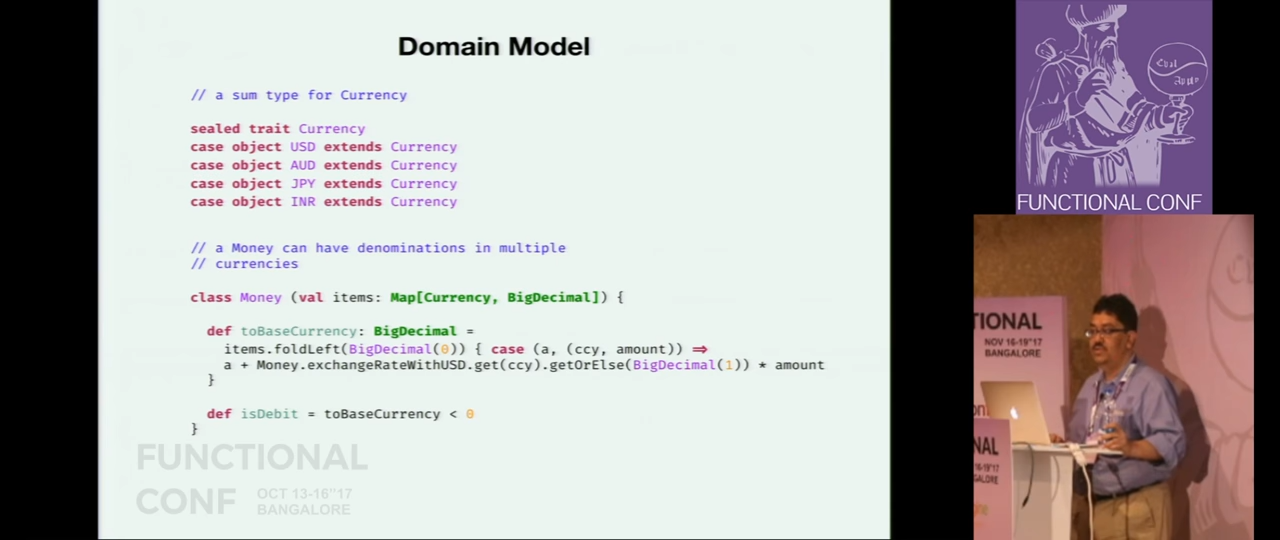 Domain Model
// a sum type for Currency
sealed trait Currency
case object USD extends Currency
case object AUD extends Currency
case object JPY extends Currency
case object INR extends Currency
// a Money can have denominations in multiple
// currencies
class Money (val items: Map[Currency, BigDecimal]) {
def toBaseCurrency: BigDecimal =
items.foldLeft(BigDecimal(0)) { case (a, (ccy, amount)) ⇒
a + Money.exchangeRateWithUSD.get(ccy).getOrElse(BigDecimal(1)) * amount
}
def isDebit = toBaseCurrency < 0
}
FUNCTIONAL
CONF
OCT 13-16"17
BANGALORE
FUNCTIONAL CONF
TIONAL
NOV 16-19"17
BANGALORE
NAL